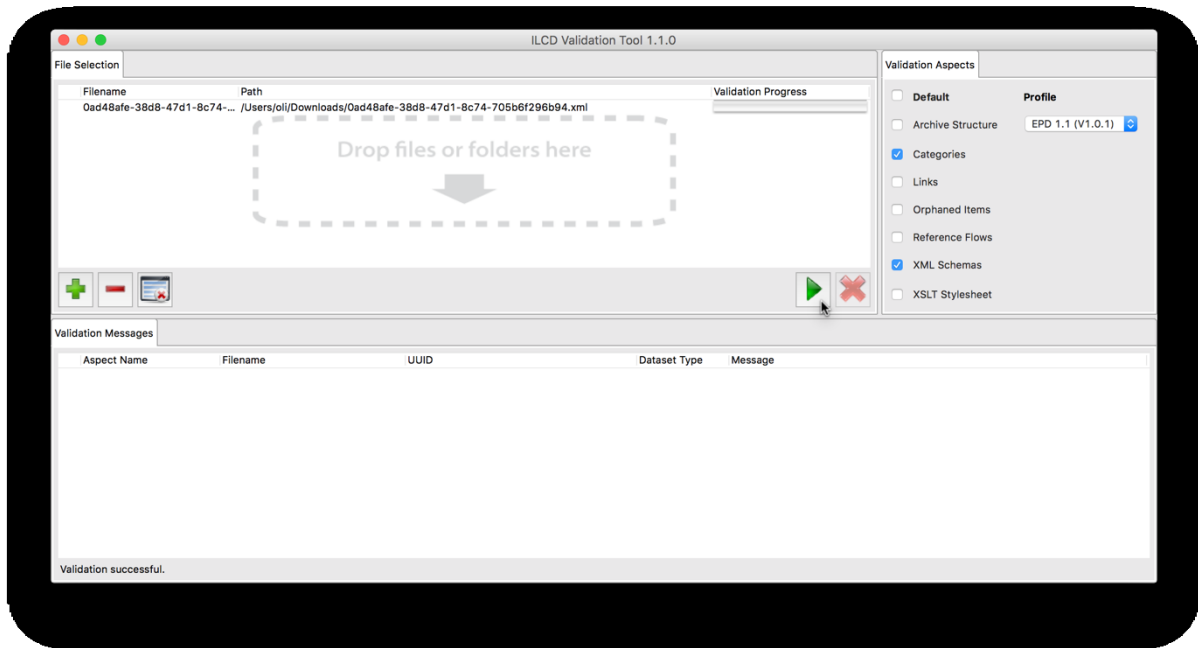 ILCD Validation Tool 1.1.0
File Selection
Filename Path Validation Progress
0ad48afe-38d8-47d1-8c74-... /Users/oli/Downloads/0ad48afe-38d8-47d1-8c74-705b6f296b94.xml
Drop files or folders here
Validation Aspects
Default Profile
Archive Structure EPD 1.1 (V1.0.1)
Categories
Links
Orphaned Items
Reference Flows
XML Schemas
XSLT Stylesheet
Validation Messages
Aspect Name Filename UUID Dataset Type Message
Validation successful.